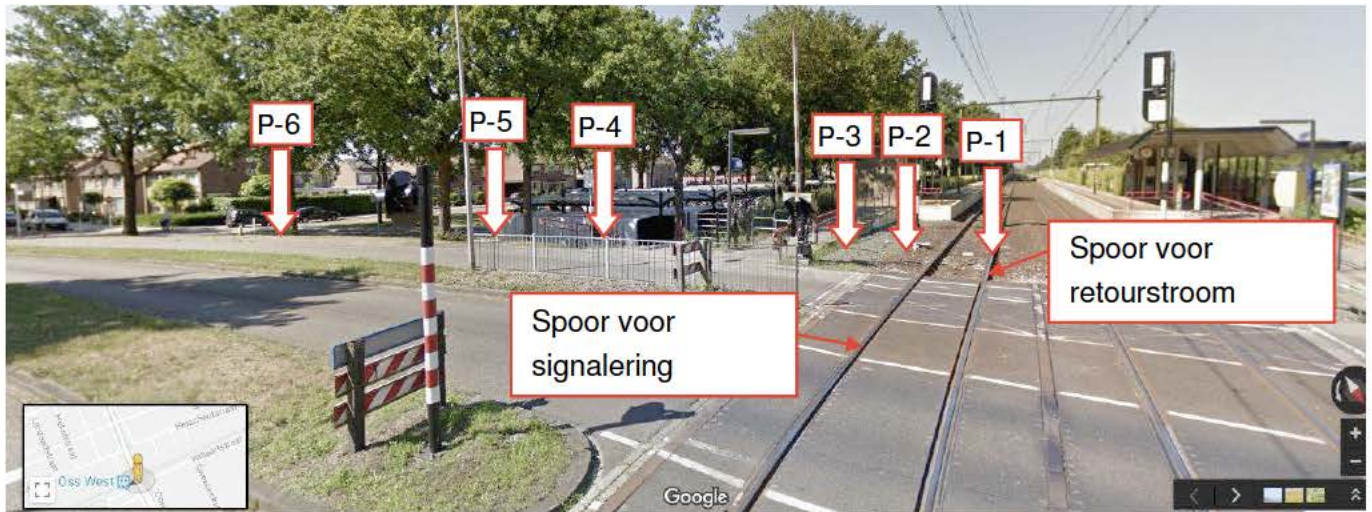 P-6
P-5
P-4
P-3
P-2
P-1
Spoor voor
retourstroom
Spoor voor
signalering
Oss West
Google